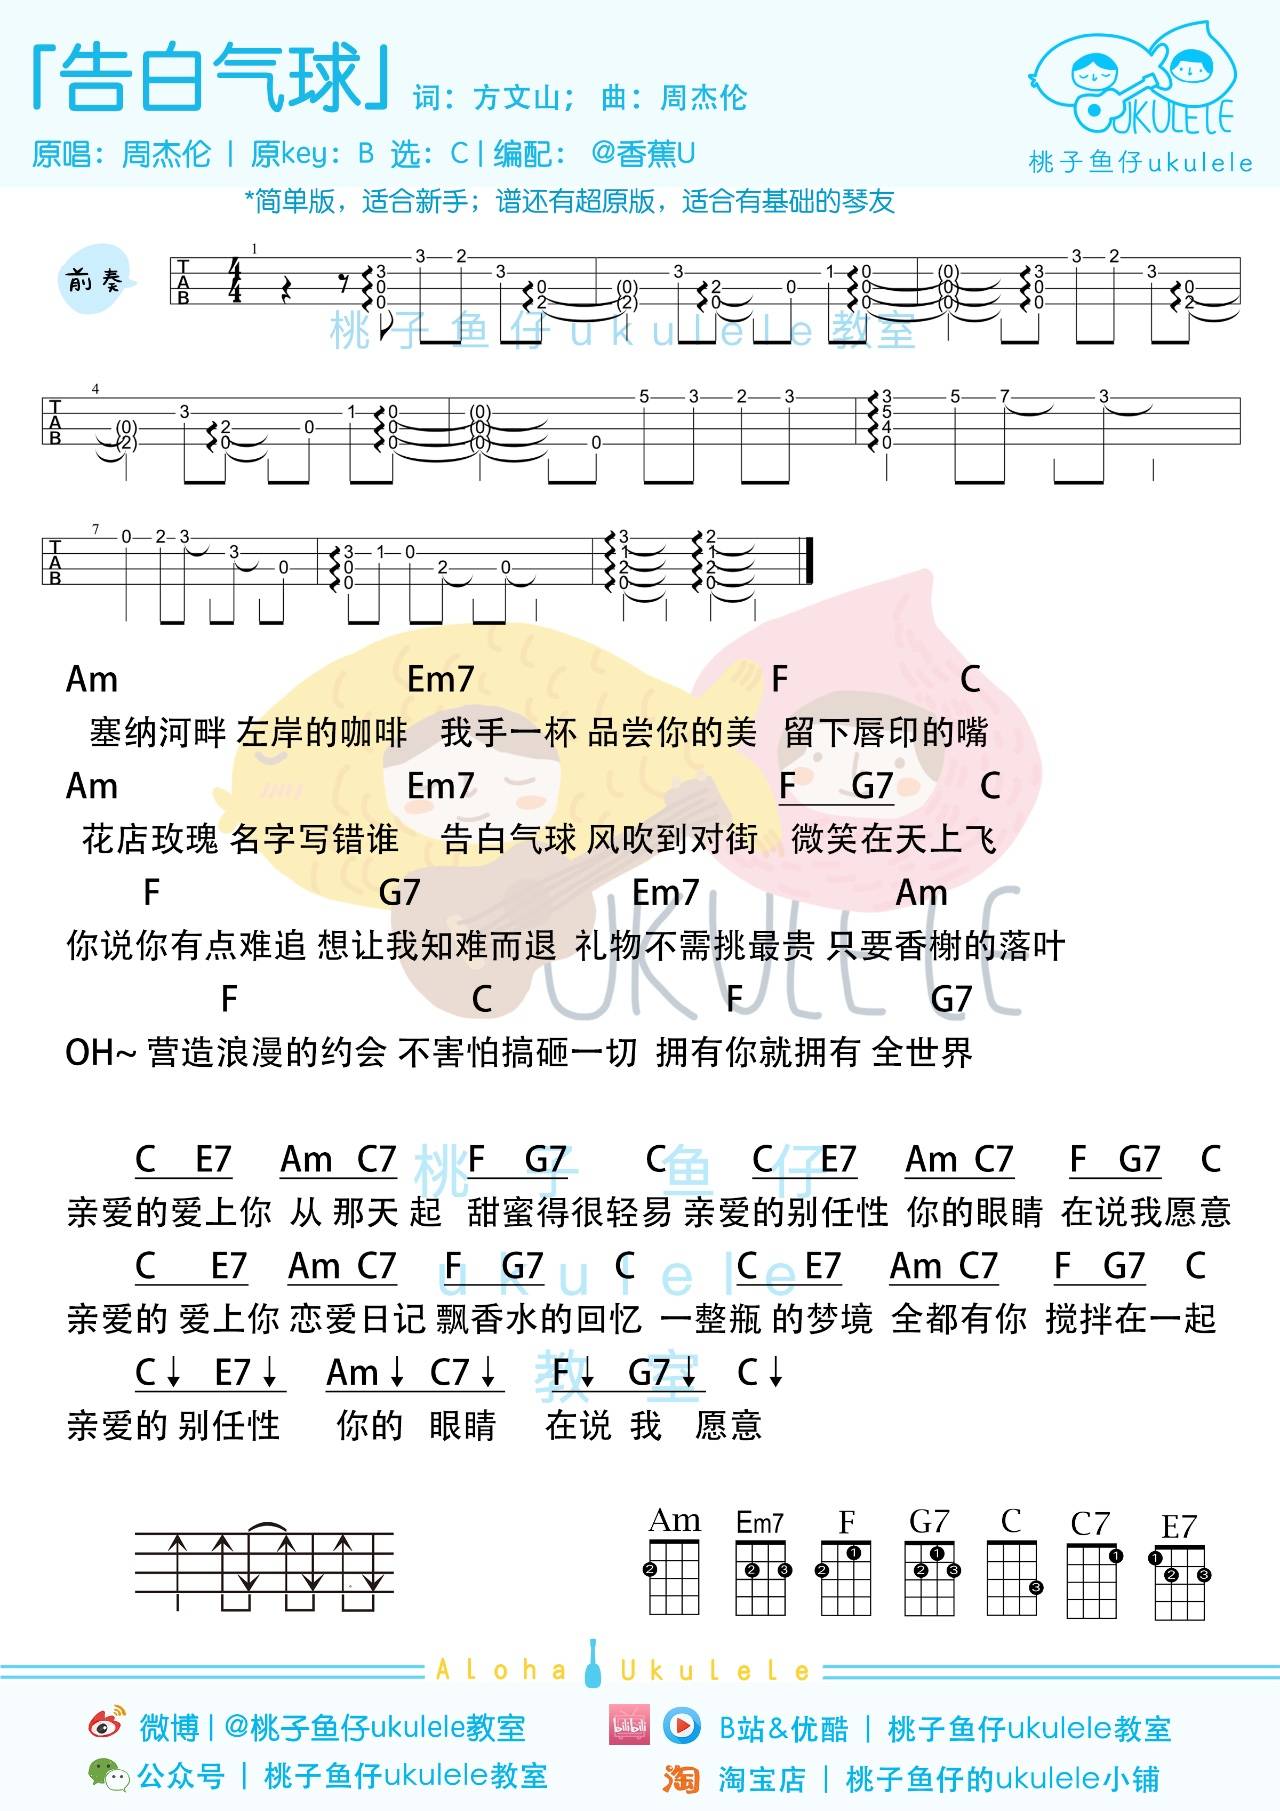 「告白气球」 词：方文山； 曲：周杰伦
UKULELE
原唱：周杰伦 | 原key：B 选：C | 编配： @香蕉U
桃子鱼仔ukulele
*简单版，适合新手；谱还有超原版，适合有基础的琴友
前奏
桃子鱼仔ukulele教室
Am Em7 F C
塞纳河畔 左岸的咖啡 我手一杯 品尝你的美 留下唇印的嘴
Am Em7 F G7 C
花店玫瑰 名字写错谁 告白气球 风吹到对街 微笑在天上飞
F G7 Em7 Am
你说你有点难追 想让我知难而退 礼物不需挑最贵 只要香榭的落叶
UKULELE
F C F G7
OH~ 营造浪漫的约会 不害怕搞砸一切 拥有你就拥有 全世界
C E7 Am C7 F G7 C C E7 Am C7 F G7 C
桃子鱼仔
亲爱的爱上你 从 那天 起 甜蜜得很轻易 亲爱的别任性 你的眼睛 在说我愿意
C E7 Am C7 F G7 C C E7 Am C7 F G7 C
ukulele
亲爱的 爱上你 恋爱日记 飘香水的回忆 一整瓶 的梦境 全都有你 搅拌在一起
C↓ E7↓ Am↓ C7↓ F↓ G7↓ C↓
教室
亲爱的 别任性 你的 眼睛 在说 我 愿意
Am Em7 F G7 C C7 E7
Aloha Ukulele
微博 | @桃子鱼仔ukulele教室
bilibili B站&优酷 | 桃子鱼仔ukulele教室
公众号 | 桃子鱼仔ukulele教室
淘 淘宝店 | 桃子鱼仔的ukulele小铺